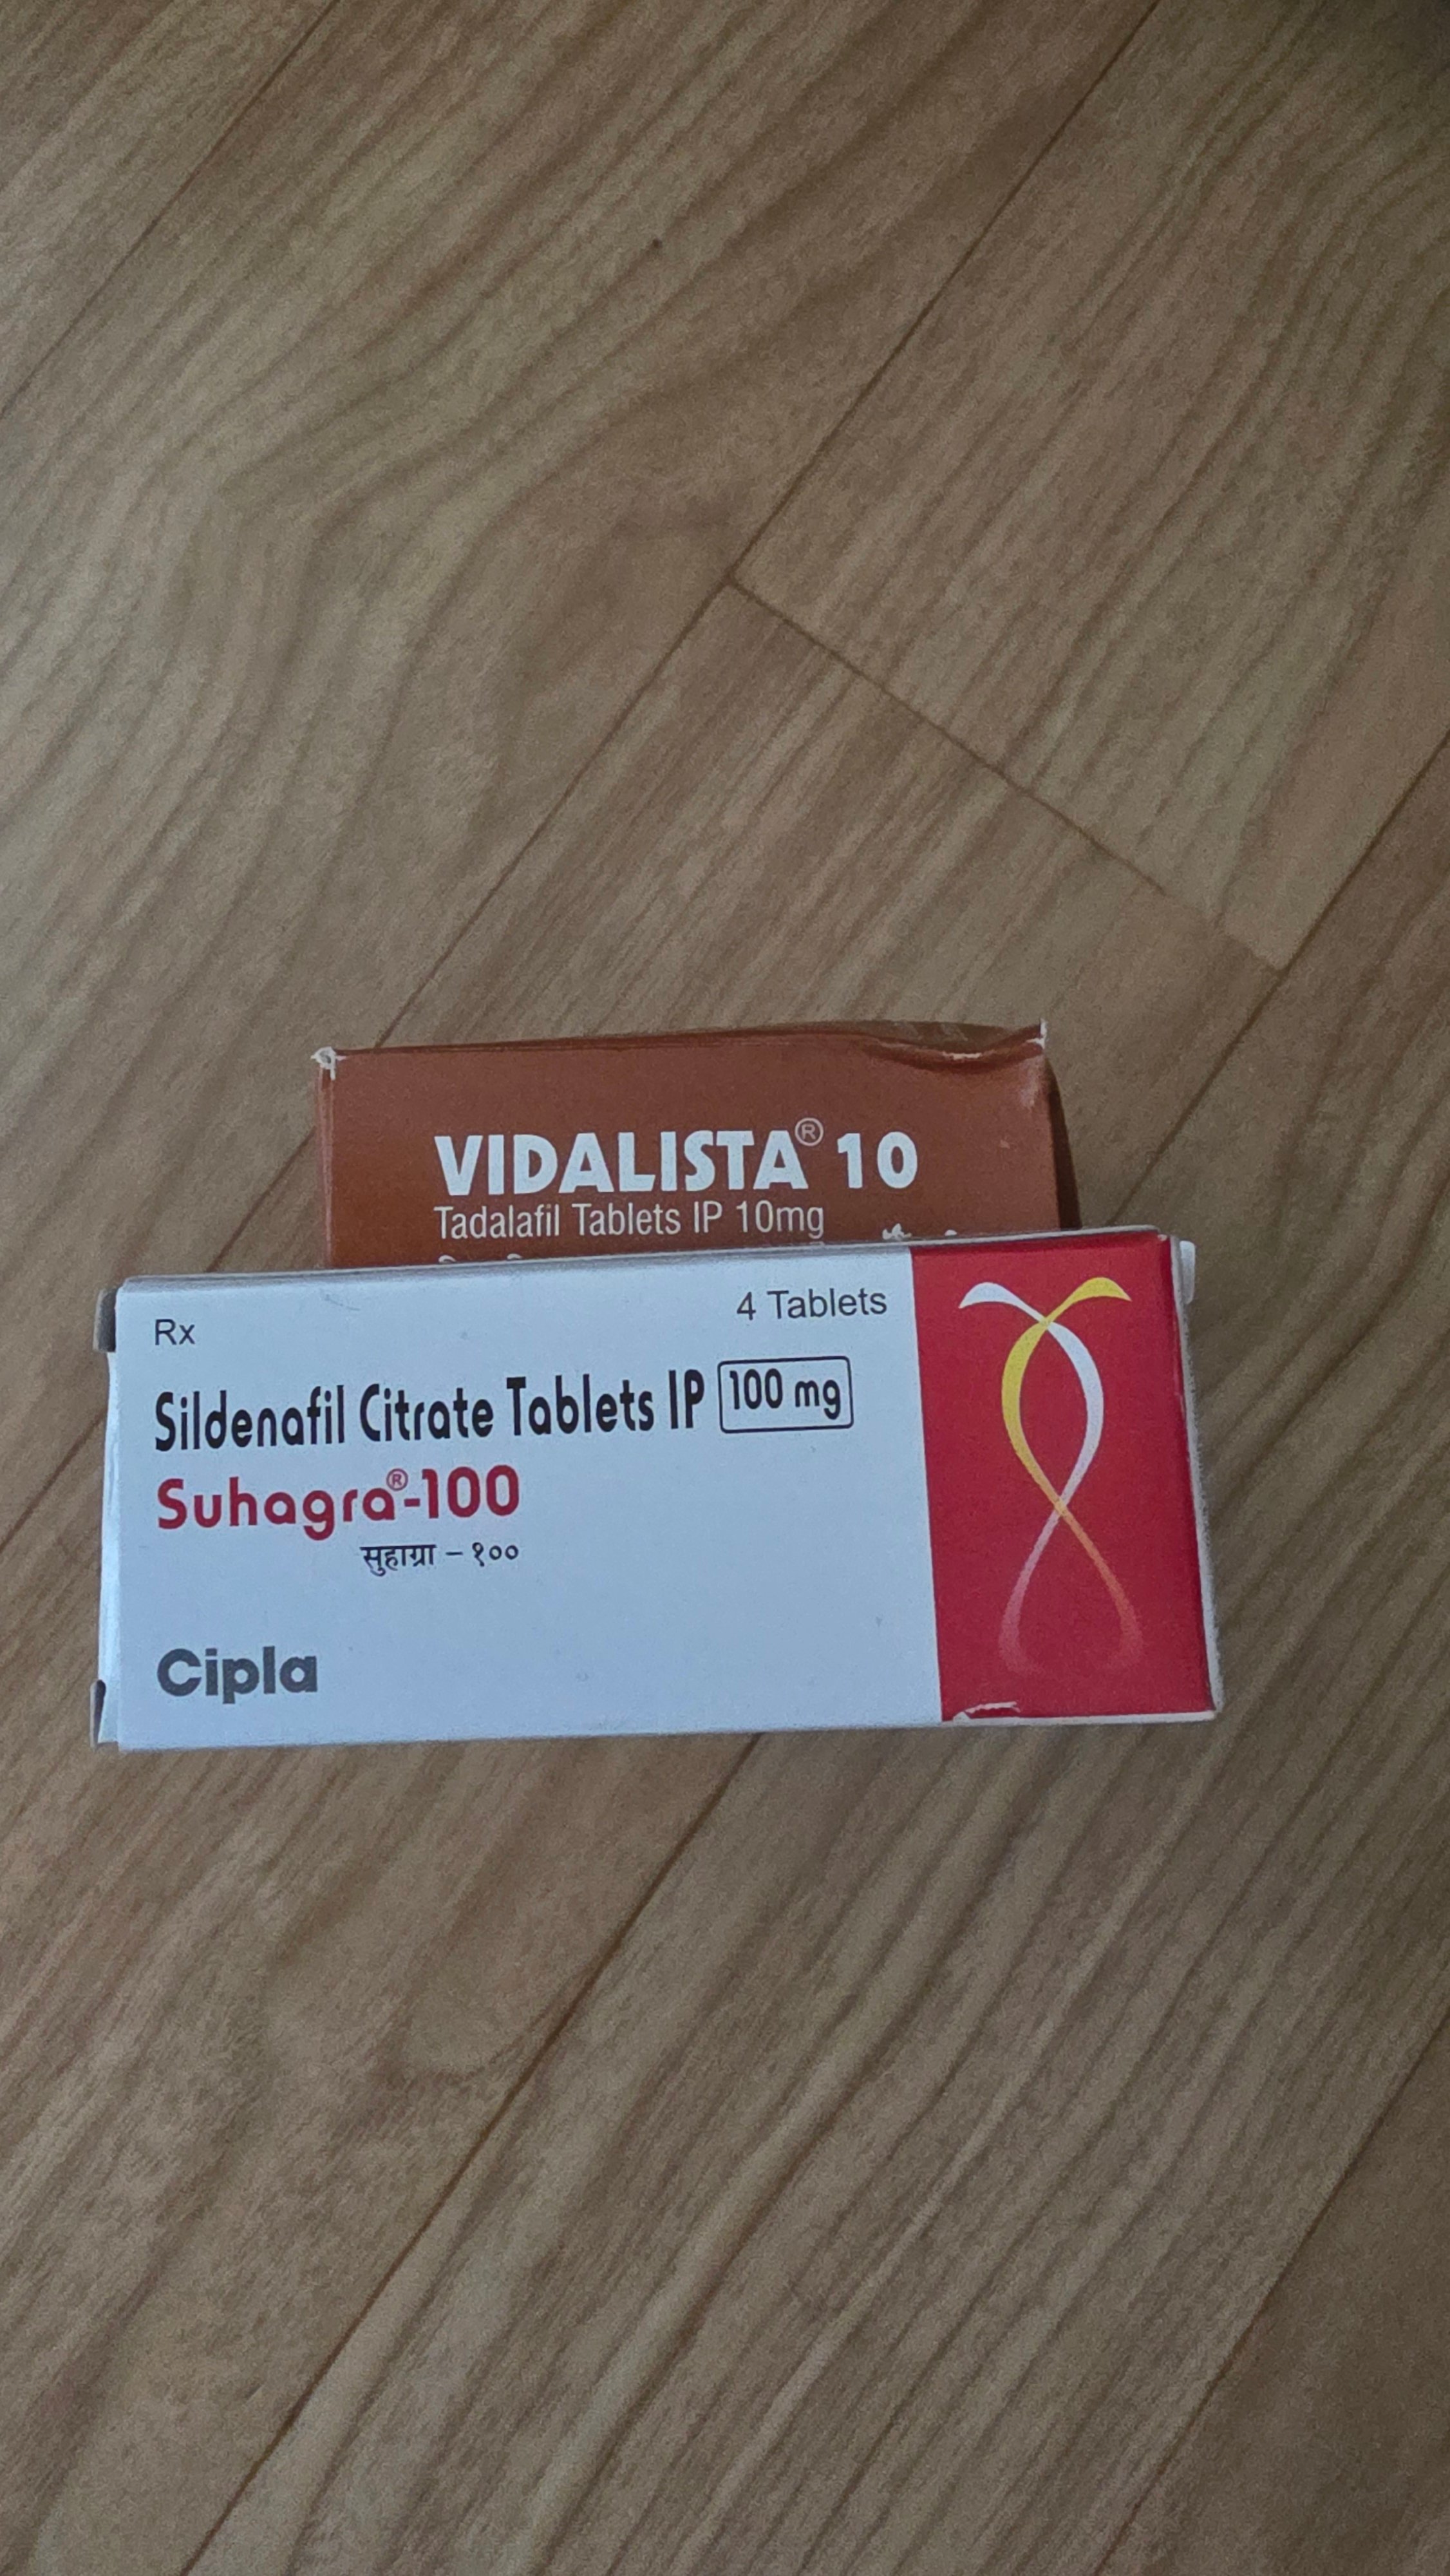 VIDALISTA® 10
Tadalafil Tablets IP 10mg
Rx
4 Tablets
Sildenafil Citrate Tablets IP 100 mg
Suhagra®-100
सुहाग्रा – १००
Cipla